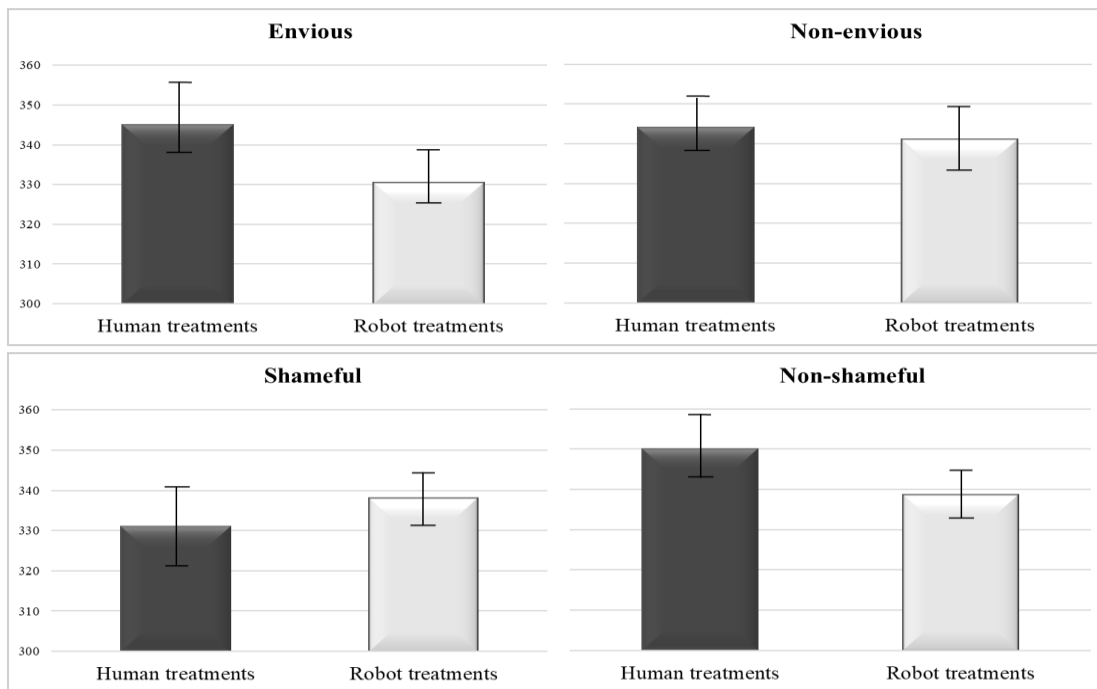 Envious
Non-envious
360
350
340
330
320
310
300
Human treatments
Robot treatments
Human treatments
Robot treatments
Shameful
Non-shameful
360
350
340
330
320
310
300
Human treatments
Robot treatments
Human treatments
Robot treatments